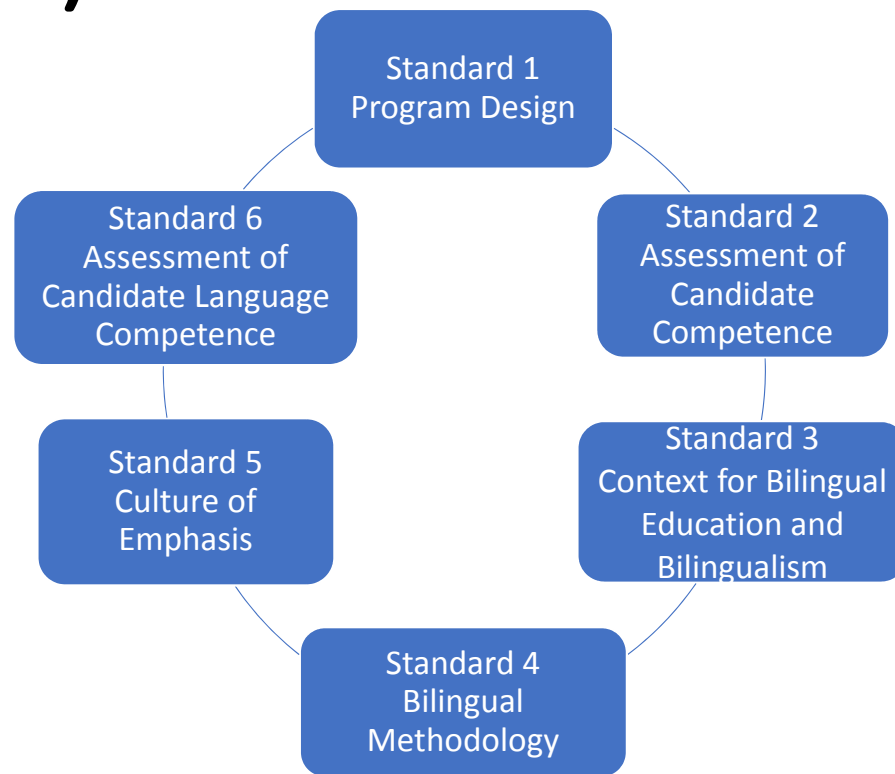 Standard 1
Program Design
Standard 2
Assessment of
Candidate
Competence
Standard 3
Context for Bilingual
Education and
Bilingualism
Standard 4
Bilingual
Methodology
Standard 5
Culture of
Emphasis
Standard 6
Assessment of
Candidate Language
Competence